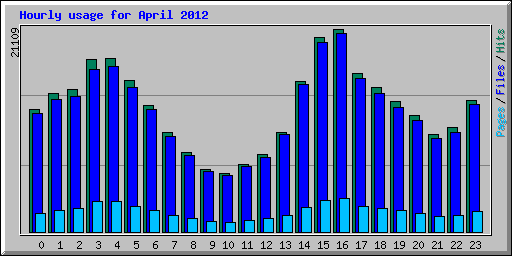 Hourly usage for April 2012
21109
Pages/Files/Hits
0 1 2 3 4 5 6 7 8 9 10 11 12 13 14 15 16 17 18 19 20 21 22 23